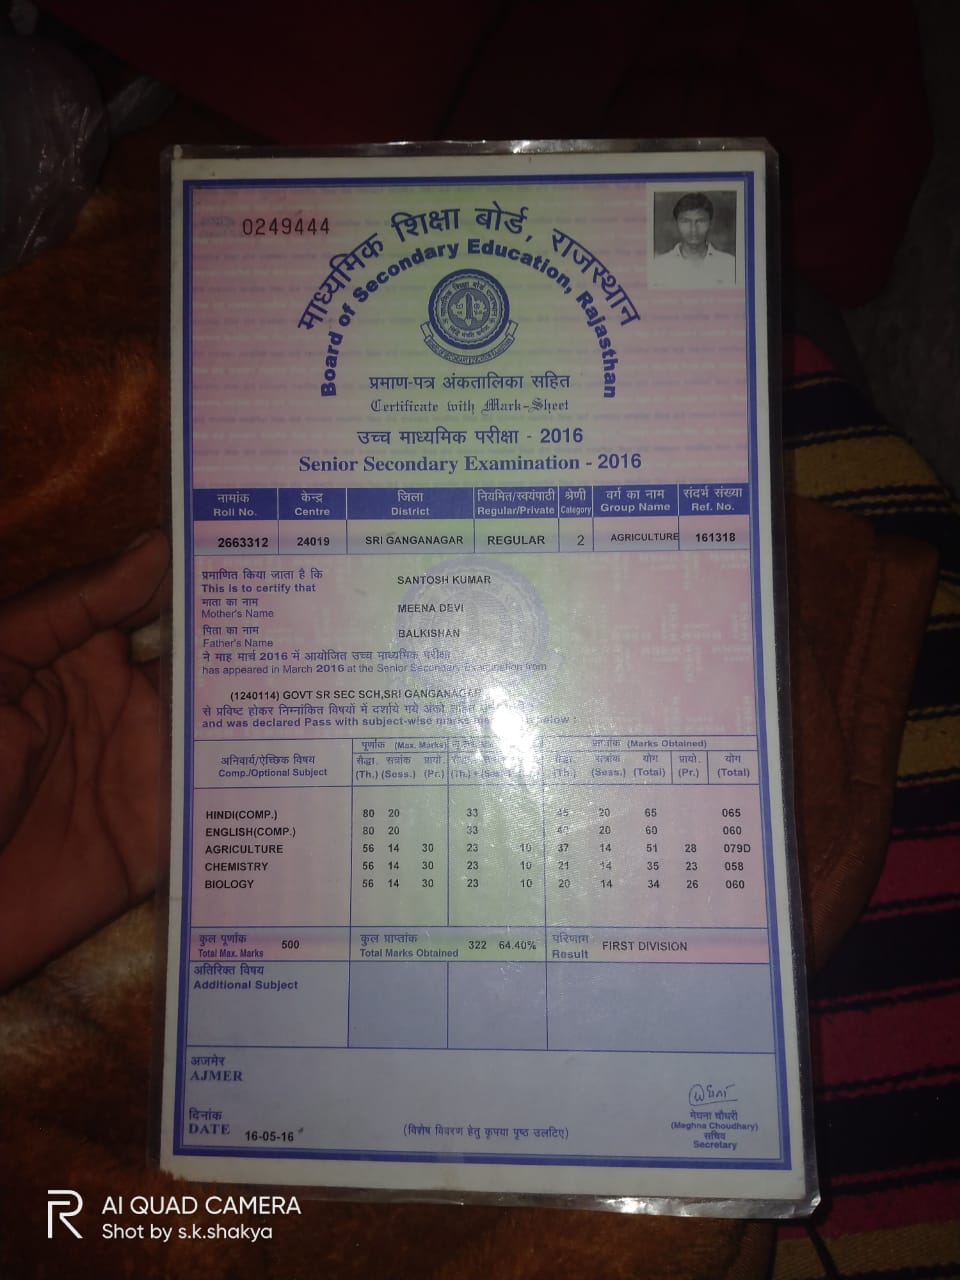 0249444
माध्यमिक शिक्षा बोर्ड, राजस्थान
Board of Secondary Education, Rajasthan
प्रमाण-पत्र अंकतालिका सहित
Certificate with Mark-Sheet
उच्च माध्यमिक परीक्षा - 2016
Senior Secondary Examination - 2016
नामांक केन्द्र जिला नियमित/स्वयंपाठी श्रेणी वर्ग का नाम संदर्भ संख्या
Roll No. Centre District Regular/Private Category Group Name Ref. No.
2663312 24019 SRI GANGANAGAR REGULAR 2 AGRICULTURE 161318
प्रमाणित किया जाता है कि
This is to certify that SANTOSH KUMAR
माता का नाम
Mother's Name MEENA DEVI
पिता का नाम
Father's Name BALKISHAN
ने माह मार्च 2016 में आयोजित उच्च माध्यमिक परीक्षा
has appeared in March 2016 at the Senior Secondary Examination from
(1240114) GOVT SR SEC SCH,SRI GANGANAGAR
से प्रविष्ट होकर निम्नांकित विषयों में दर्शाये गये अंकों सहित
and was declared Pass with subject-wise marks below :
अनिवार्य/ऐच्छिक विषय
Comp./Optional Subject
पूर्णांक (Max. Marks) प्राप्तांक (Marks Obtained)
सैद्धा. सत्रांक प्रायो. सैद्धा. सत्रांक योग प्रायो. योग
(Th.) (Sess.) (Pr.) (Th.) (Sess.) (Total) (Pr.) (Total)
HINDI(COMP.) 80 20 33 45 20 65 065
ENGLISH(COMP.) 80 20 33 40 20 60 060
AGRICULTURE 56 14 30 23 10 37 14 51 28 079D
CHEMISTRY 56 14 30 23 10 21 14 35 23 058
BIOLOGY 56 14 30 23 10 20 14 34 26 060
कुल पूर्णांक 500 कुल प्राप्तांक 322 64.40% परिणाम FIRST DIVISION
Total Max. Marks Total Marks Obtained Result
अतिरिक्त विषय
Additional Subject
अजमेर
AJMER
दिनांक
DATE 16-05-16
(विशेष विवरण हेतु कृपया पृष्ठ उलटिए)
मेघना चौधरी
(Meghna Choudhary)
सचिव
Secretary
R AI QUAD CAMERA
Shot by s.k.shakya